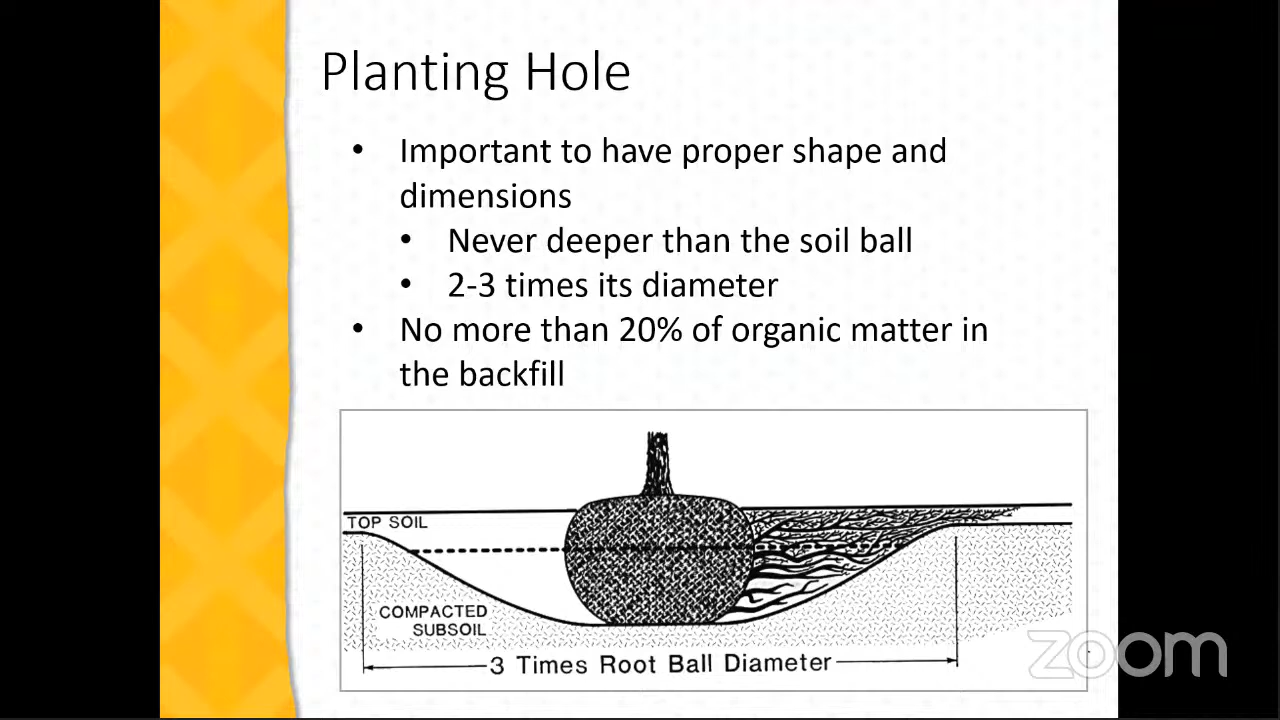 Planting Hole
• Important to have proper shape and
dimensions
• Never deeper than the soil ball
• 2-3 times its diameter
• No more than 20% of organic matter in
the backfill
TOP SOIL
COMPACTED
SUBSOIL
3 Times Root Ball Diameter
zoom